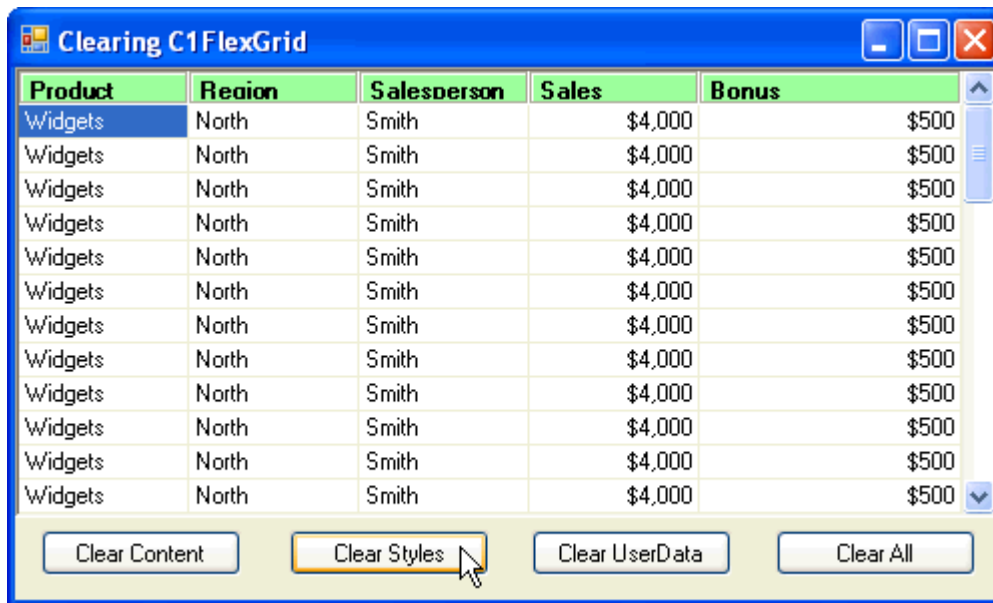 Clearing C1FlexGrid
Product Region Salesperson Sales Bonus
Widgets North Smith $4,000 $500
Widgets North Smith $4,000 $500
Widgets North Smith $4,000 $500
Widgets North Smith $4,000 $500
Widgets North Smith $4,000 $500
Widgets North Smith $4,000 $500
Widgets North Smith $4,000 $500
Widgets North Smith $4,000 $500
Widgets North Smith $4,000 $500
Widgets North Smith $4,000 $500
Widgets North Smith $4,000 $500
Widgets North Smith $4,000 $500
Clear Content Clear Styles Clear UserData Clear All